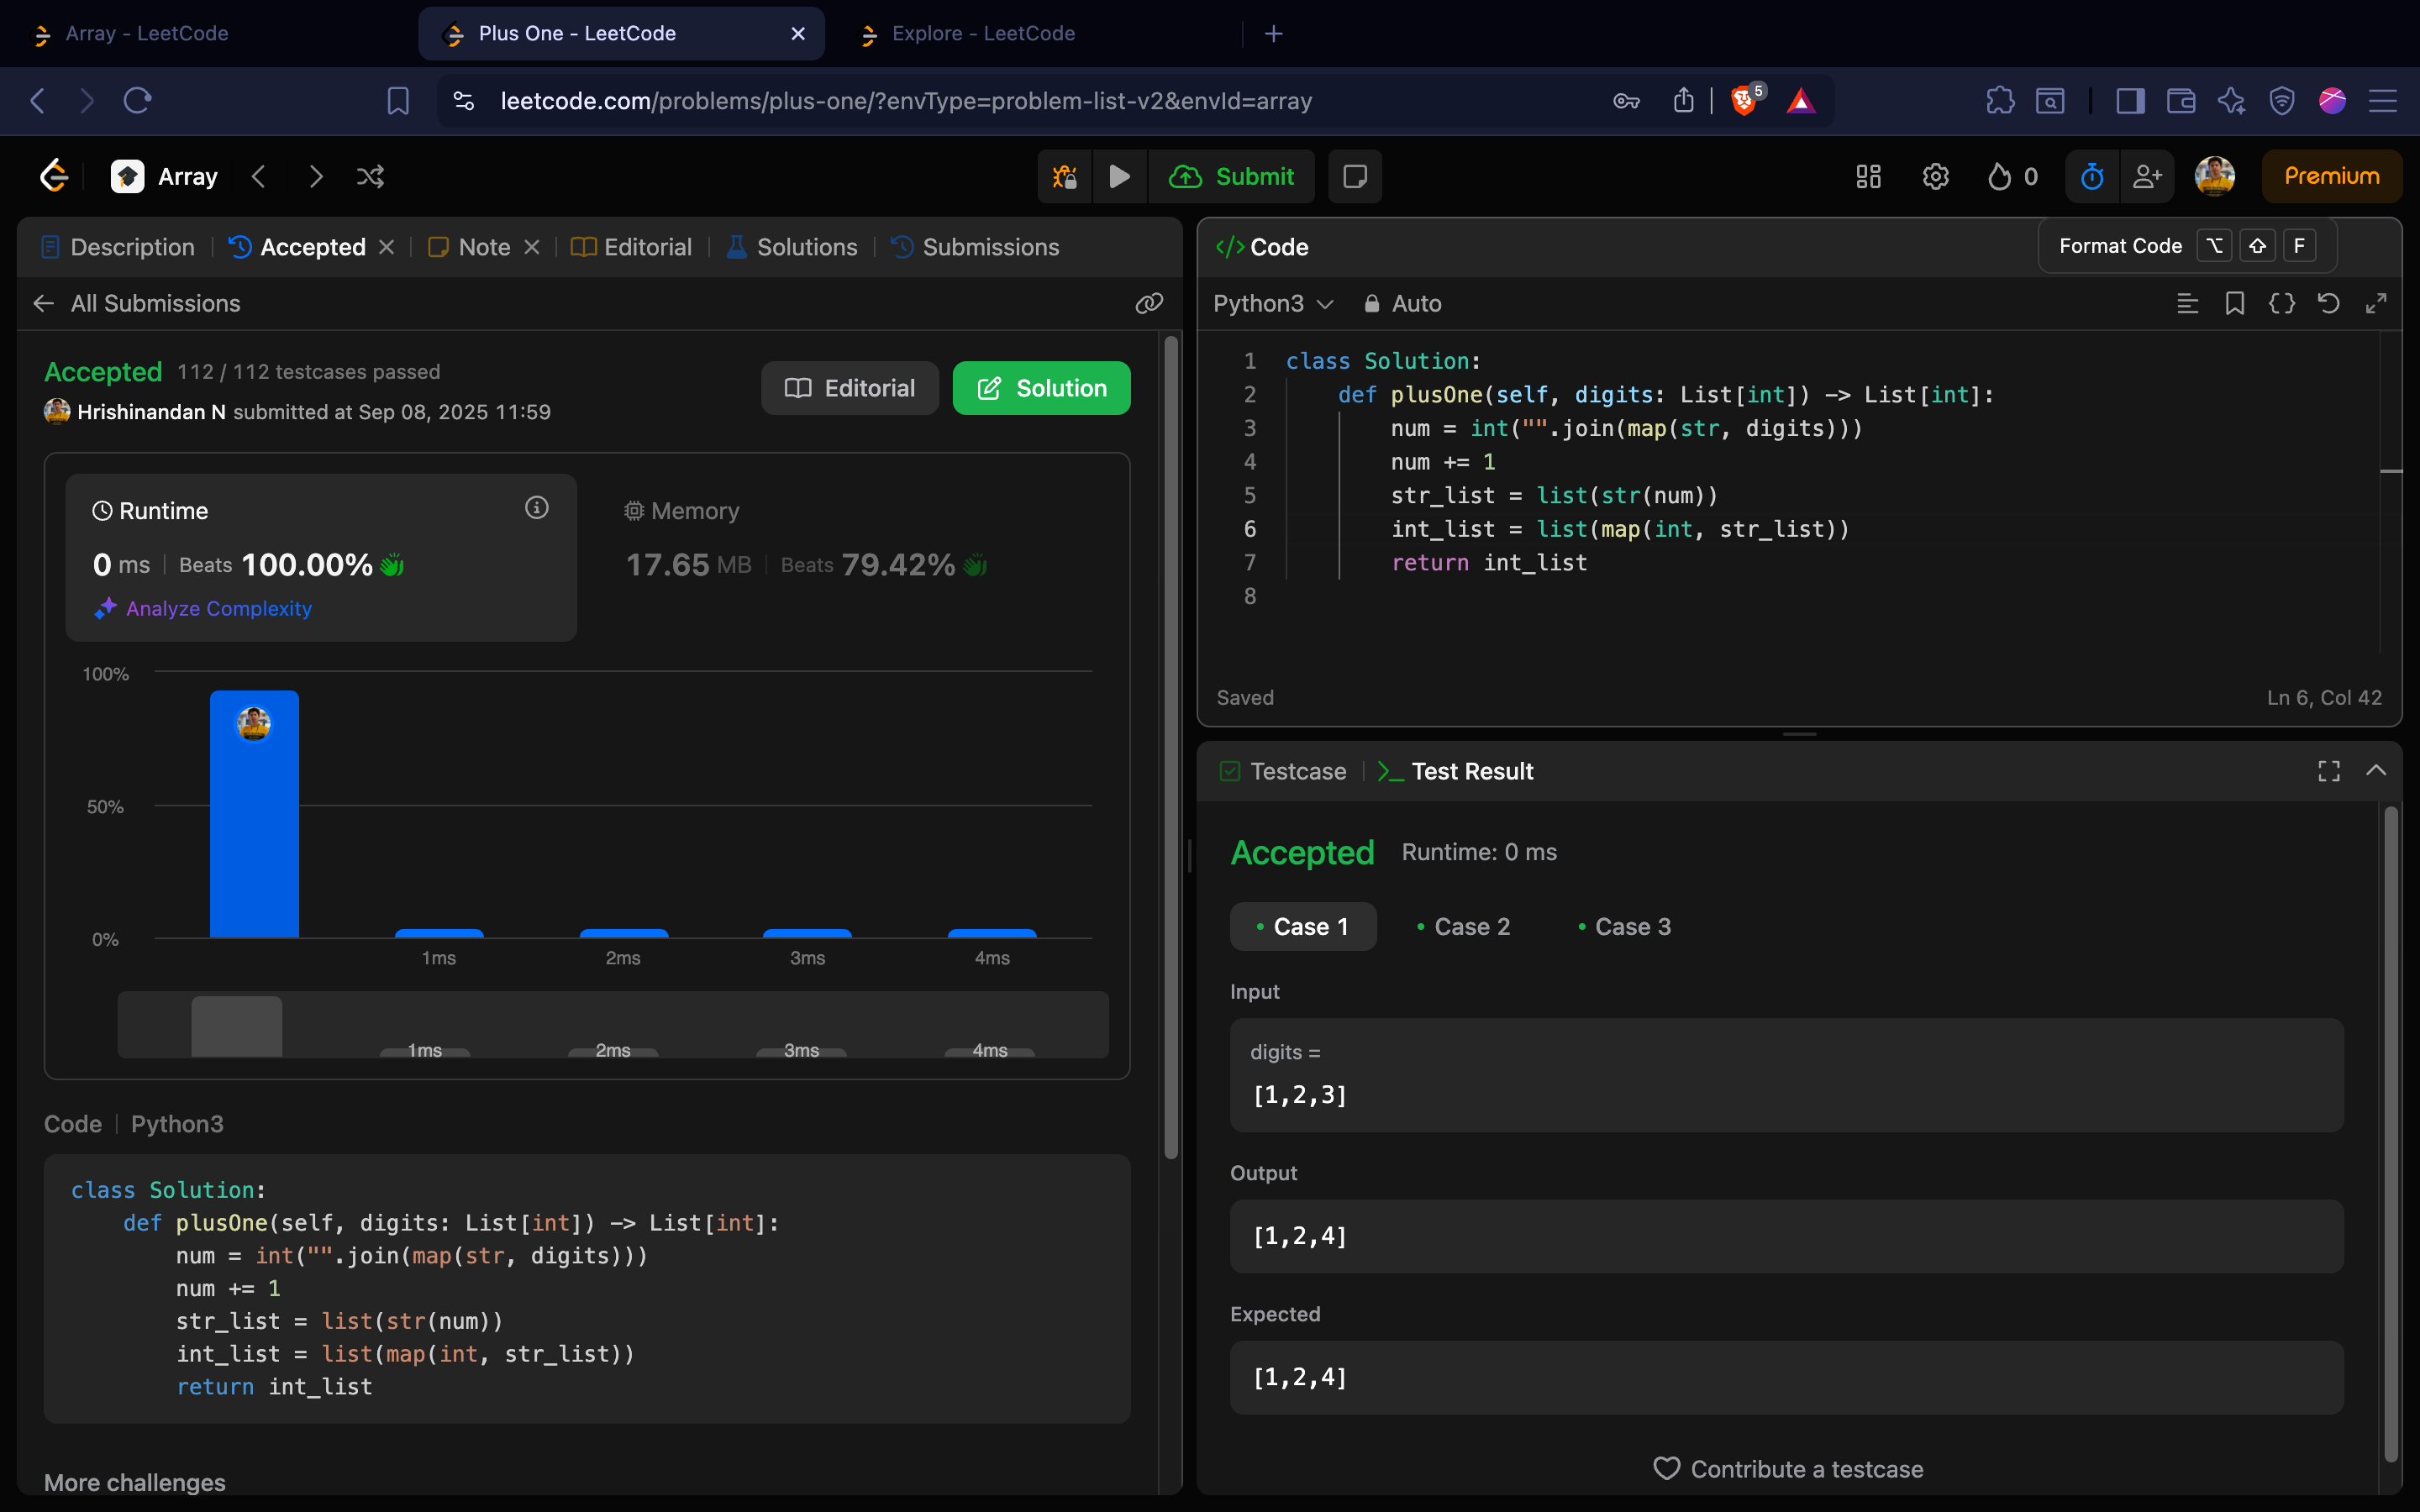 Array - LeetCode
Plus One - LeetCode
Explore - LeetCode
leetcode.com/problems/plus-one/?envType=problem-list-v2&envId=array
5
Array
Submit
0
Premium
Description
Accepted
Note
Editorial
Solutions
Submissions
All Submissions
Accepted 112 / 112 testcases passed
Hrishinandan N submitted at Sep 08, 2025 11:59
Editorial
Solution
Runtime
0 ms Beats 100.00%
Analyze Complexity
Memory
17.65 MB Beats 79.42%
100%
50%
0%
1ms 2ms 3ms 4ms
1ms 2ms 3ms 4ms
Code Python3
class Solution:
    def plusOne(self, digits: List[int]) -> List[int]:
        num = int("".join(map(str, digits)))
        num += 1
        str_list = list(str(num))
        int_list = list(map(int, str_list))
        return int_list
More challenges
</> Code
Format Code ⌥ ⇧ F
Python3 Auto
1 class Solution:
2     def plusOne(self, digits: List[int]) -> List[int]:
3         num = int("".join(map(str, digits)))
4         num += 1
5         str_list = list(str(num))
6         int_list = list(map(int, str_list))
7         return int_list
8
Saved
Ln 6, Col 42
Testcase
>_ Test Result
Accepted Runtime: 0 ms
• Case 1 • Case 2 • Case 3
Input
digits =
[1,2,3]
Output
[1,2,4]
Expected
[1,2,4]
Contribute a testcase